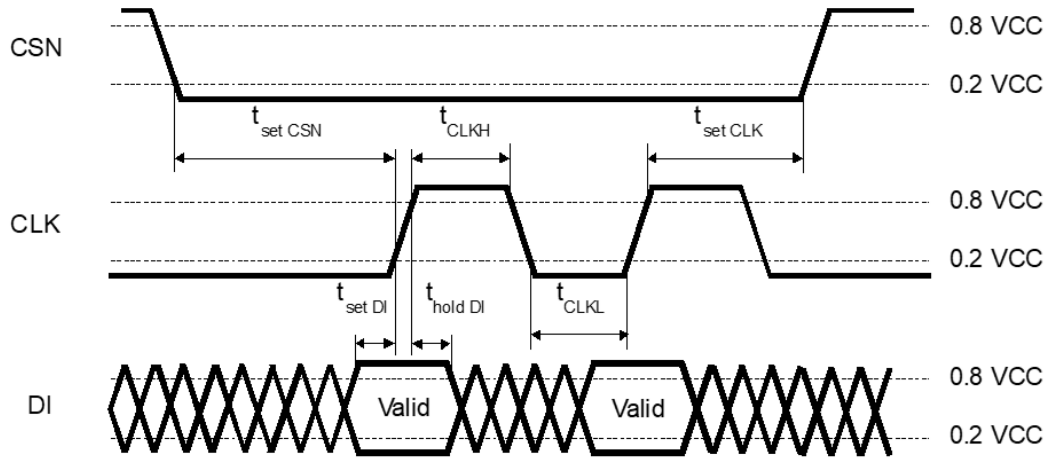 CSN
0.8 VCC
0.2 VCC
t set CSN
t CLKH
t set CLK
CLK
0.8 VCC
0.2 VCC
t set DI
t hold DI
t CLKL
DI
Valid
Valid
0.8 VCC
0.2 VCC